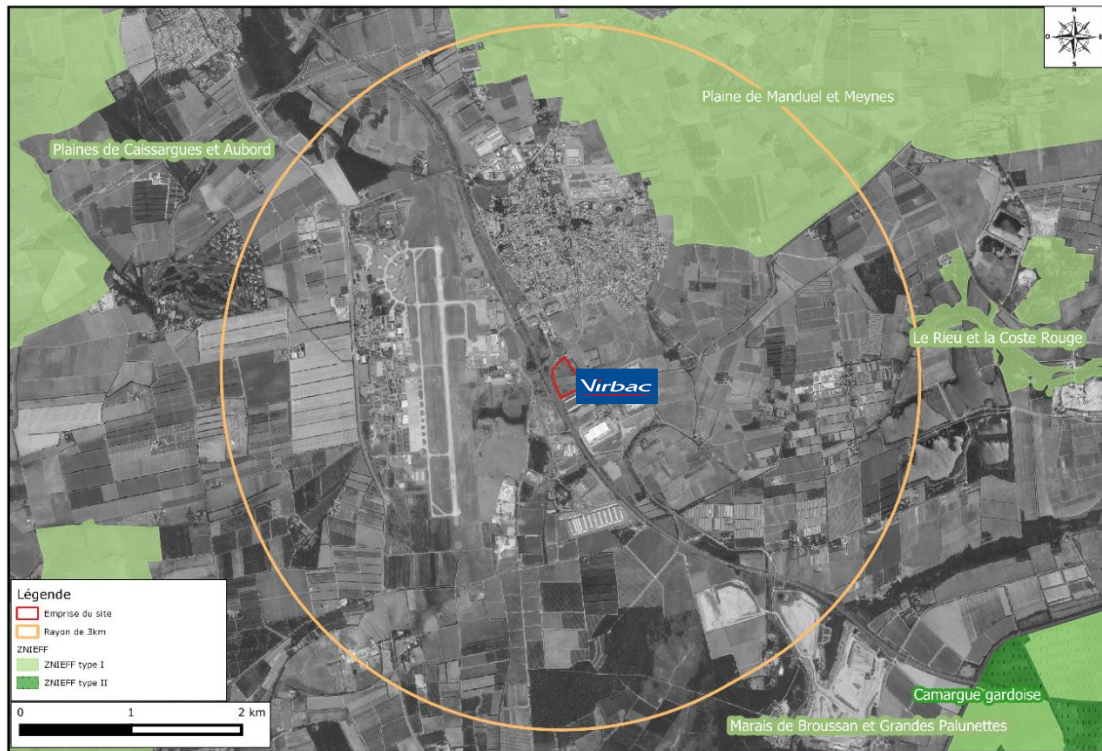 N
O
E
S
Plaine de Manduel et Meynes
Plaines de Caissargues et Aubord
Le Rieu et la Coste Rouge
Virbac
Légende
Emprise du site
Rayon de 3km
ZNIEFF
ZNIEFF type I
ZNIEFF type II
0 1 2 km
Camargue gardoise
Marais de Broussan et Grandes Palunettes